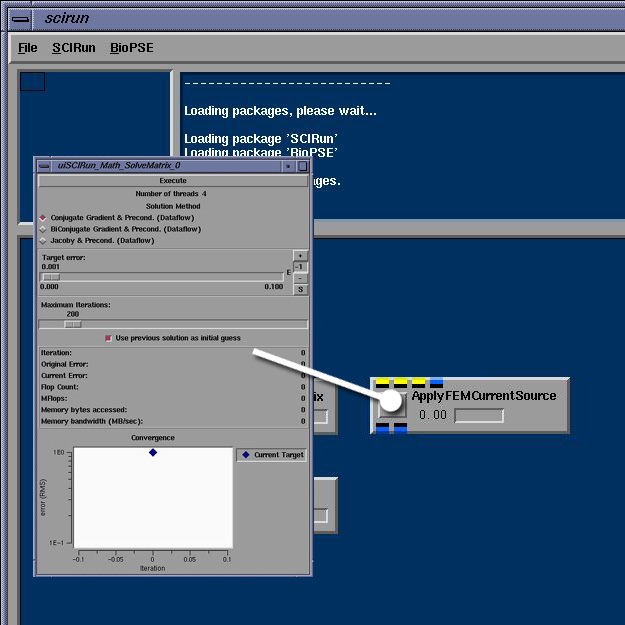 scirun
File SCIRun BioPSE
---------------------------
Loading packages, please wait...
Loading package 'SCIRun'
Loading package 'BioPSE'
ages.
uiSCIRun_Math_SolveMatrix_0
Execute
Number of threads 4
Solution Method
Conjugate Gradient & Precond. (Dataflow)
BiConjugate Gradient & Precond. (Dataflow)
Jacoby & Precond. (Dataflow)
Target error:
0.001
0.000 0.100
E
+
-1
-
S
Maximum Iterations:
200
Use previous solution as initial guess
Iteration: 0
Original Error: 0
Current Error: 0
Flop Count: 0
MFlops: 0
Memory bytes accessed: 0
Memory bandwidth (MB/sec): 0
Convergence
100
1E-1
error (RMS)
-0.1 -0.05 0 0.05 0.1
Iteration
Current Target
ix
ApplyFEMCurrentSource
0.00